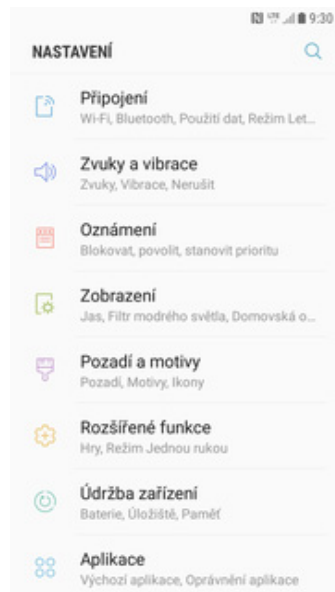 9:30
NASTAVENÍ
Připojení
Wi-Fi, Bluetooth, Použití dat, Režim Let...
Zvuky a vibrace
Zvuky, Vibrace, Nerušit
Oznámení
Blokovat, povolit, stanovit prioritu
Zobrazení
Jas, Filtr modrého světla, Domovská o...
Pozadí a motivy
Pozadí, Motivy, Ikony
Rozšířené funkce
Hry, Režim Jednou rukou
Údržba zařízení
Baterie, Úložiště, Paměť
Aplikace
Výchozí aplikace, Oprávnění aplikace